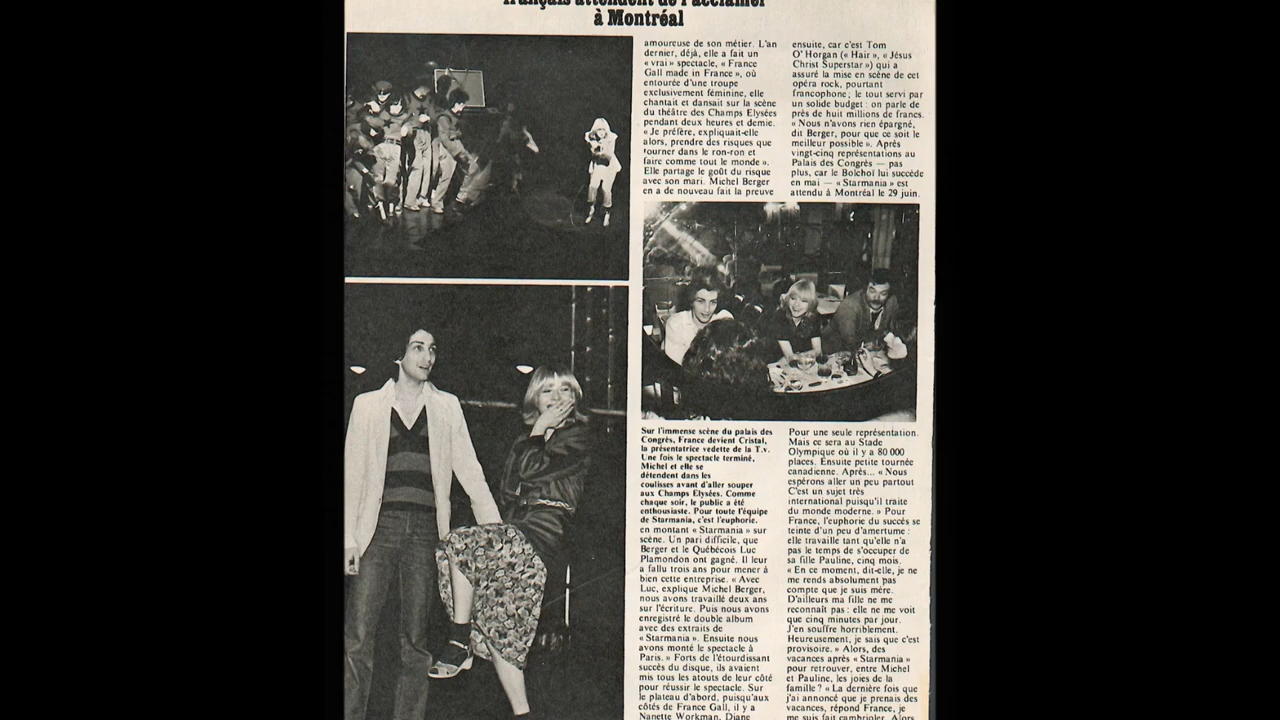 français attendent de l'acclamer
à Montréal
amoureuse de son métier. L'an
dernier, déjà, elle a fait un
« vrai » spectacle, « France
Gall made in France », où
entourée d'une troupe
exclusivement féminine, elle
chantait et dansait sur la scène
du théâtre des Champs Elysées
pendant deux heures et demie.
« Je préfère, expliquait-elle
alors, prendre des risques que
tourner dans le ron-ron et
faire comme tout le monde ».
Elle partage le goût du risque
avec son mari. Michel Berger
en a de nouveau fait la preuve
ensuite, car c'est Tom
O'Horgan (« Hair », « Jésus
Christ Superstar ») qui a
assuré la mise en scène de cet
opéra rock, pourtant
francophone; le tout servi par
un solide budget : on parle de
près de huit millions de francs.
« Nous n'avons rien épargné,
dit Berger, pour que ce soit le
meilleur possible ». Après
vingt-cinq représentations au
Palais des Congrès — pas
plus, car le Bolchoï lui succède
en mai — « Starmania » est
attendu à Montréal le 29 juin.
Sur l'immense scène du palais des
Congrès, France devient Cristal,
la présentatrice vedette de la T.v.
Une fois le spectacle terminé,
Michel et elle se
détendent dans les
coulisses avant d'aller souper
aux Champs Elysées. Comme
chaque soir, le public a été
enthousiaste. Pour toute l'équipe
de Starmania, c'est l'euphorie.
en montant « Starmania » sur
scène. Un pari difficile, que
Berger et le Québécois Luc
Plamondon ont gagné. Il leur
a fallu trois ans pour mener à
bien cette entreprise. « Avec
Luc, explique Michel Berger,
nous avons travaillé deux ans
sur l'écriture. Puis nous avons
enregistré le double album
avec des extraits de
« Starmania ». Ensuite nous
avons monté le spectacle à
Paris. » Forts de l'étourdissant
succès du disque, ils avaient
mis tous les atouts de leur côté
pour réussir le spectacle. Sur
le plateau d'abord, puisqu'aux
côtés de France Gall, il y a
Nanette Workman, Diane
Pour une seule représentation.
Mais ce sera au Stade
Olympique où il y a 80 000
places. Ensuite petite tournée
canadienne. Après... « Nous
espérons aller un peu partout
C'est un sujet très
international puisqu'il traite
du monde moderne. » Pour
France, l'euphorie du succès se
teinte d'un peu d'amertume :
elle travaille tant qu'elle n'a
pas le temps de s'occuper de
sa fille Pauline, cinq mois.
« En ce moment, dit-elle, je ne
me rends absolument pas
compte que je suis mère.
D'ailleurs ma fille ne me
reconnaît pas : elle ne me voit
que cinq minutes par jour.
J'en souffre horriblement.
Heureusement, je sais que c'est
provisoire. » Alors, des
vacances après « Starmania »
pour retrouver, entre Michel
et Pauline, les joies de la
famille ? « La dernière fois que
j'ai annoncé que je prenais des
vacances, répond France, je
me suis fait cambrioler. Alors